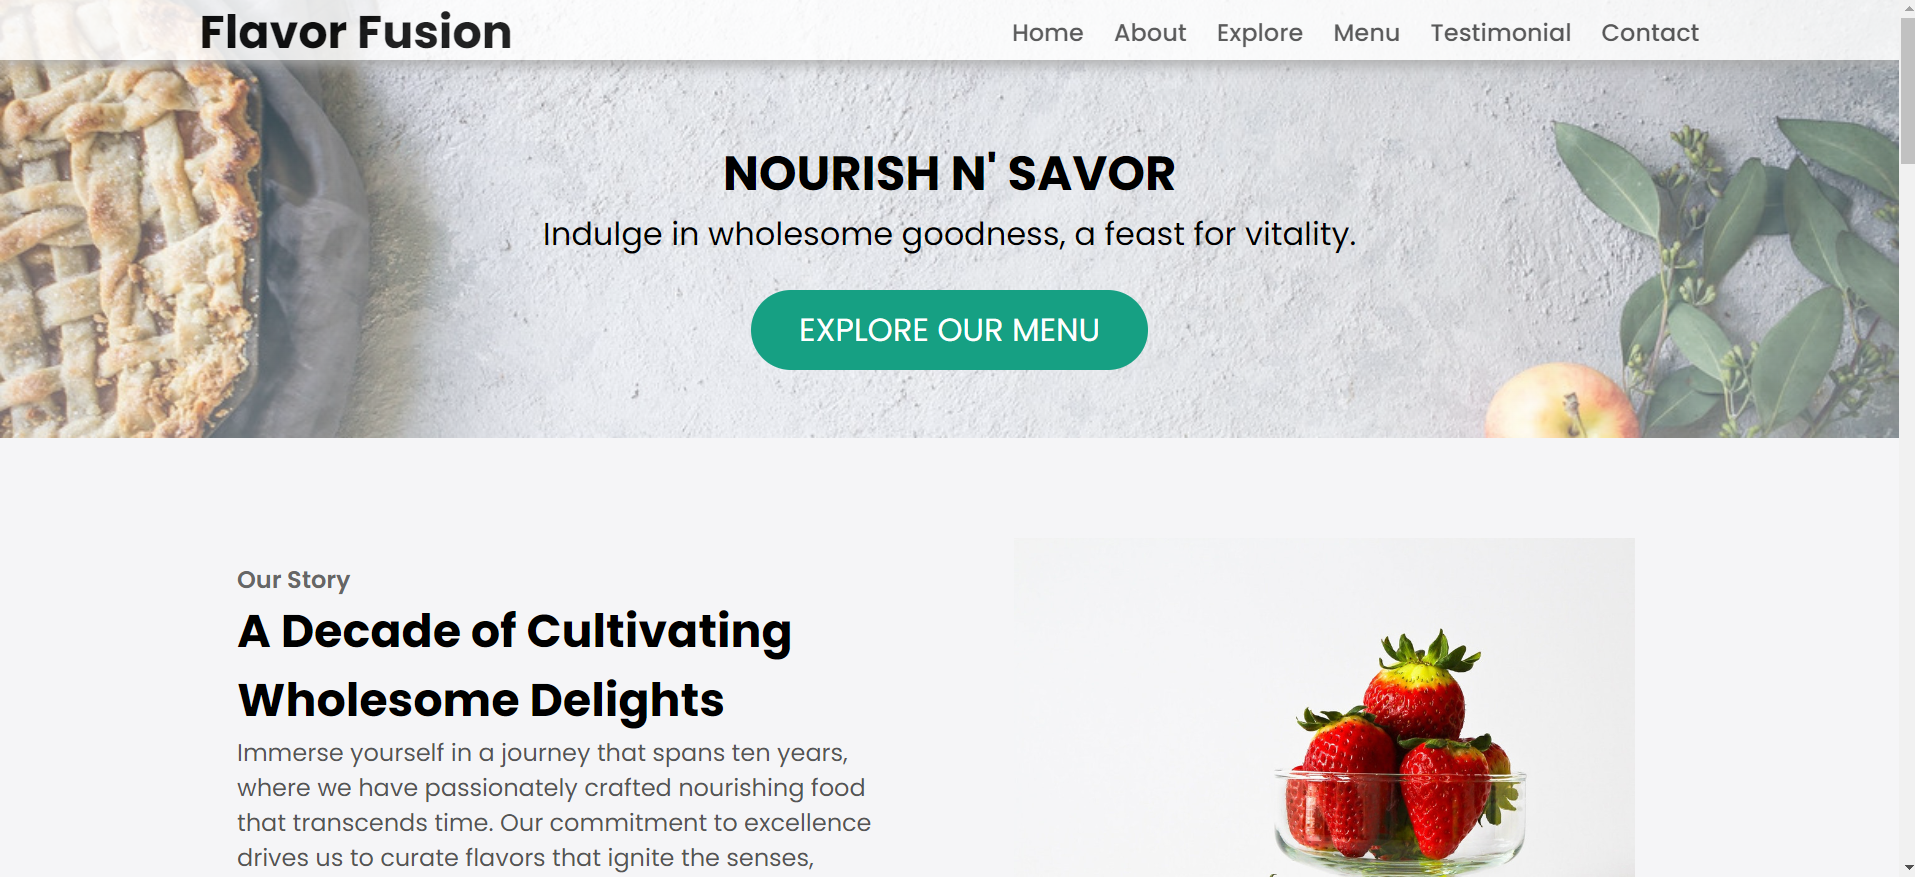 Flavor Fusion
Home About Explore Menu Testimonial Contact
NOURISH N' SAVOR
Indulge in wholesome goodness, a feast for vitality.
EXPLORE OUR MENU
Our Story
A Decade of Cultivating
Wholesome Delights
Immerse yourself in a journey that spans ten years,
where we have passionately crafted nourishing food
that transcends time. Our commitment to excellence
drives us to curate flavors that ignite the senses,